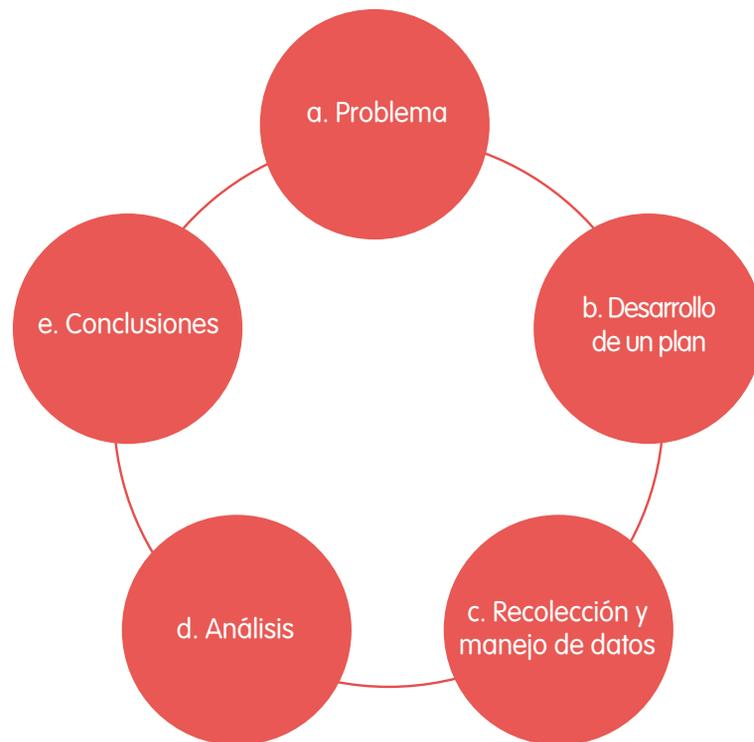 a. Problema
b. Desarrollo
de un plan
c. Recolección y
manejo de datos
d. Análisis
e. Conclusiones